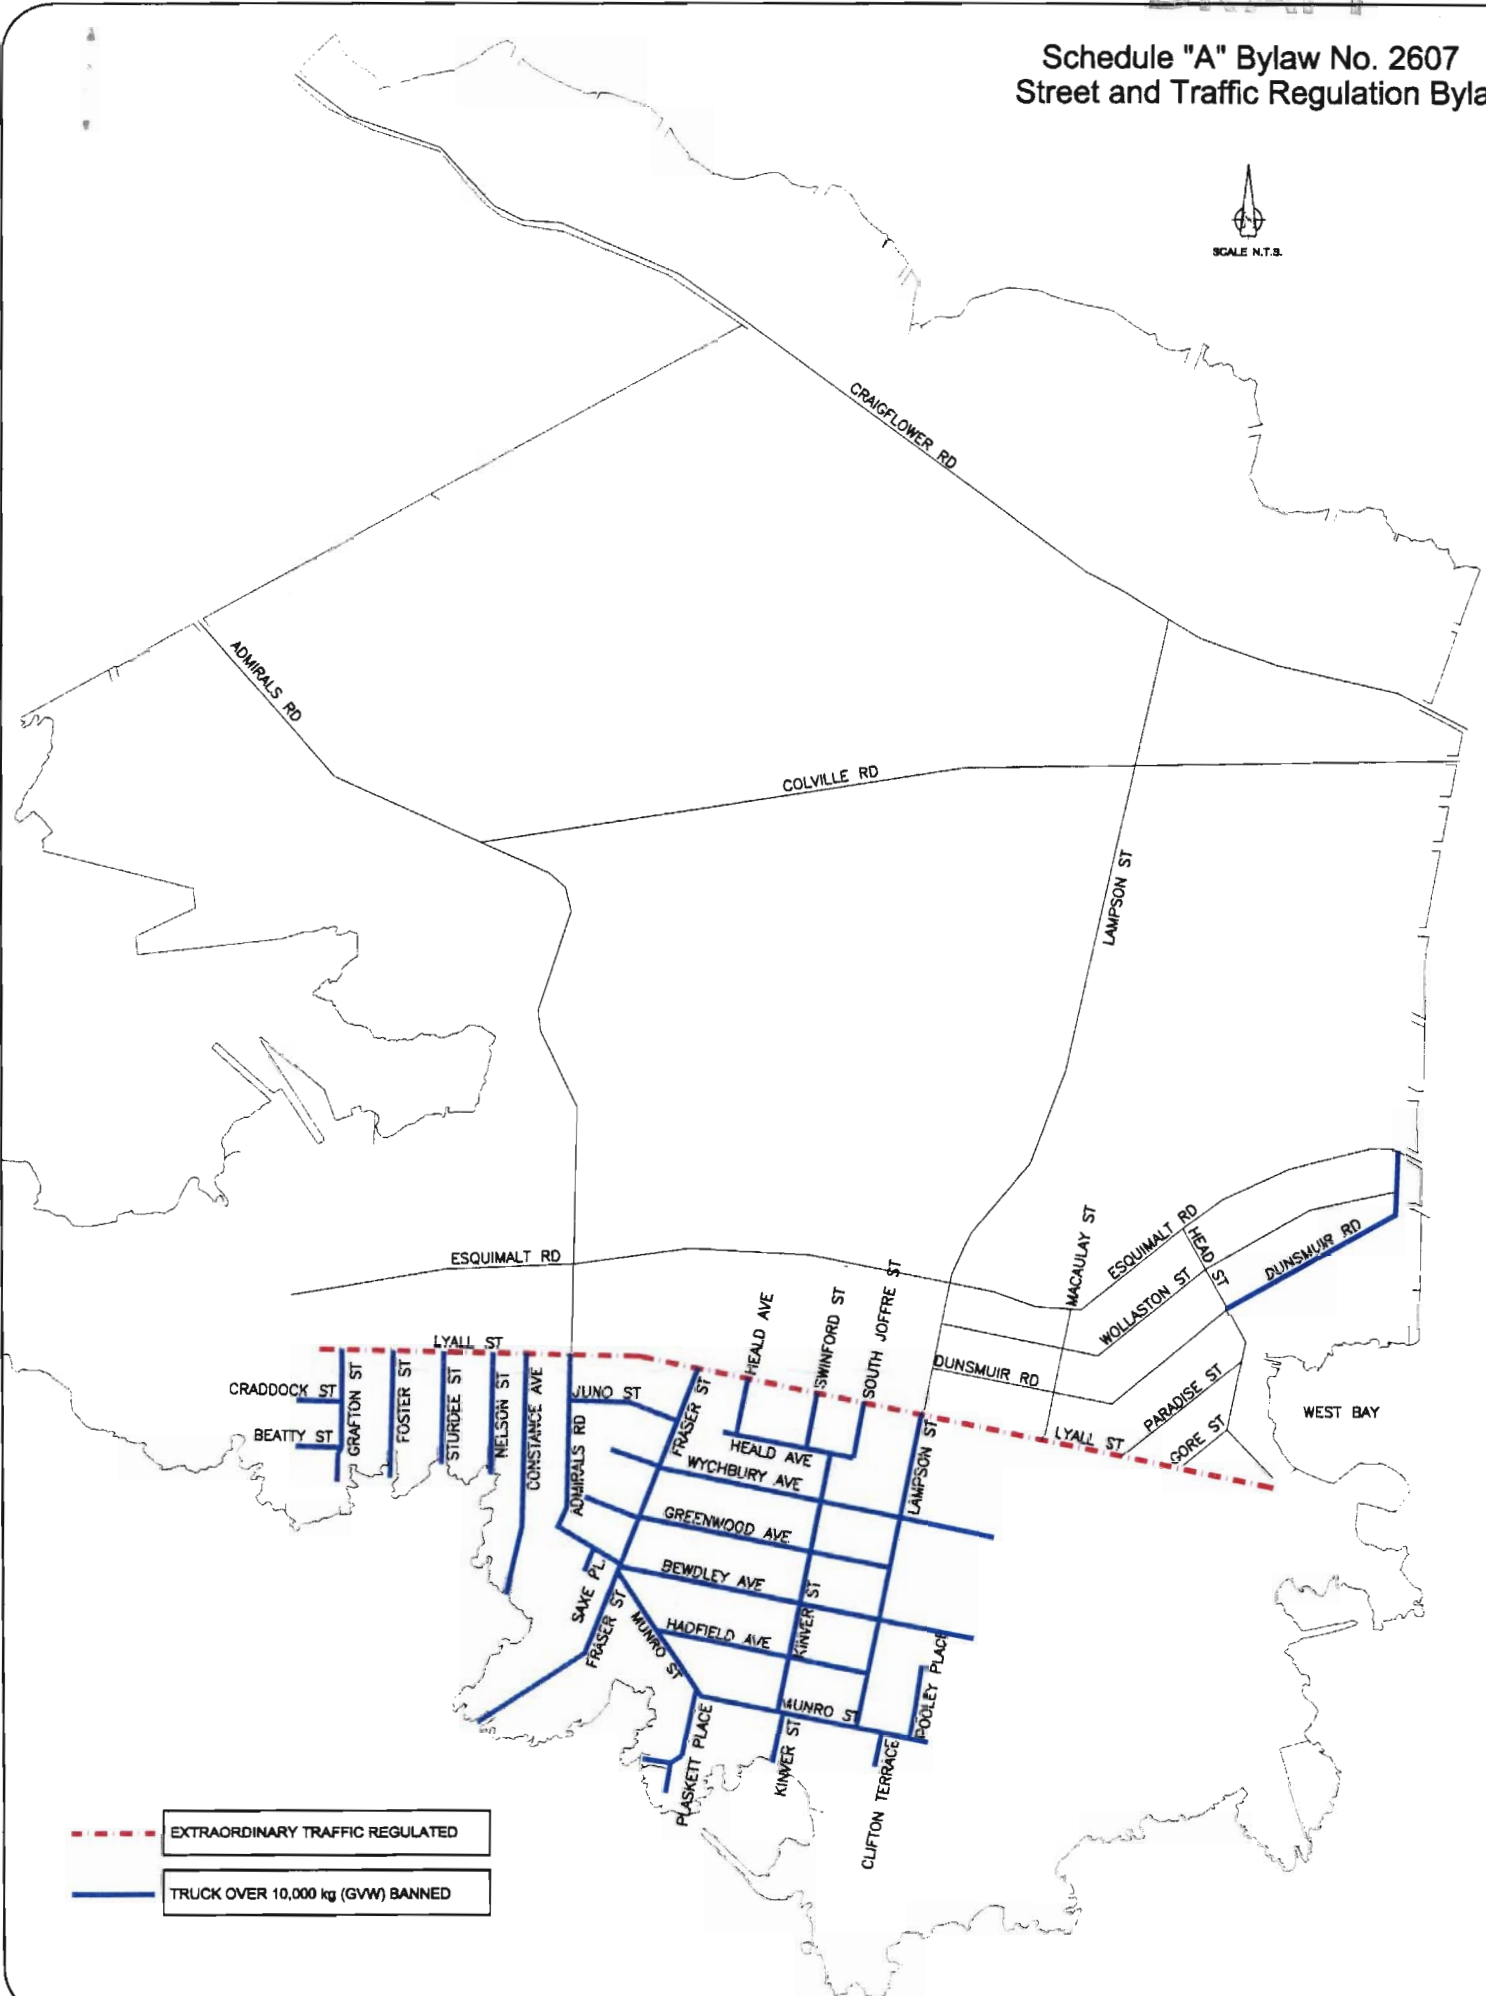 Schedule "A" Bylaw No. 2607
Street and Traffic Regulation Byla
SCALE N.T.S.
CRAIGFLOWER RD
ADMIRALS RD
COLVILLE RD
LAMPSON ST
MACAULAY ST
ESQUIMALT RD
HEAD ST
DUNSMUIR RD
WOLLASTON ST
ESQUIMALT RD
HEALD AVE
SWINFORD ST
SOUTH JOFFRE ST
LYALL ST
DUNSMUIR RD
CRADDOCK ST
BEATTY ST
GRAFTON ST
FOSTER ST
STURDEE ST
NELSON ST
CONSTANCE AVE
ADMIRALS RD
JUNO ST
FRASER ST
HEALD AVE
WYCHBURY AVE
LAMPSON ST
LYALL ST
PARADISE ST
GORE ST
WEST BAY
GREENWOOD AVE
BEWDLEY AVE
SAXE PL.
FRASER ST
MUNRO ST
HADFIELD AVE
KINVER ST
POOLEY PLACE
MUNRO ST
PLASKETT PLACE
KINVER ST
CLIFTON TERRACE
EXTRAORDINARY TRAFFIC REGULATED
TRUCK OVER 10,000 kg (GVW) BANNED